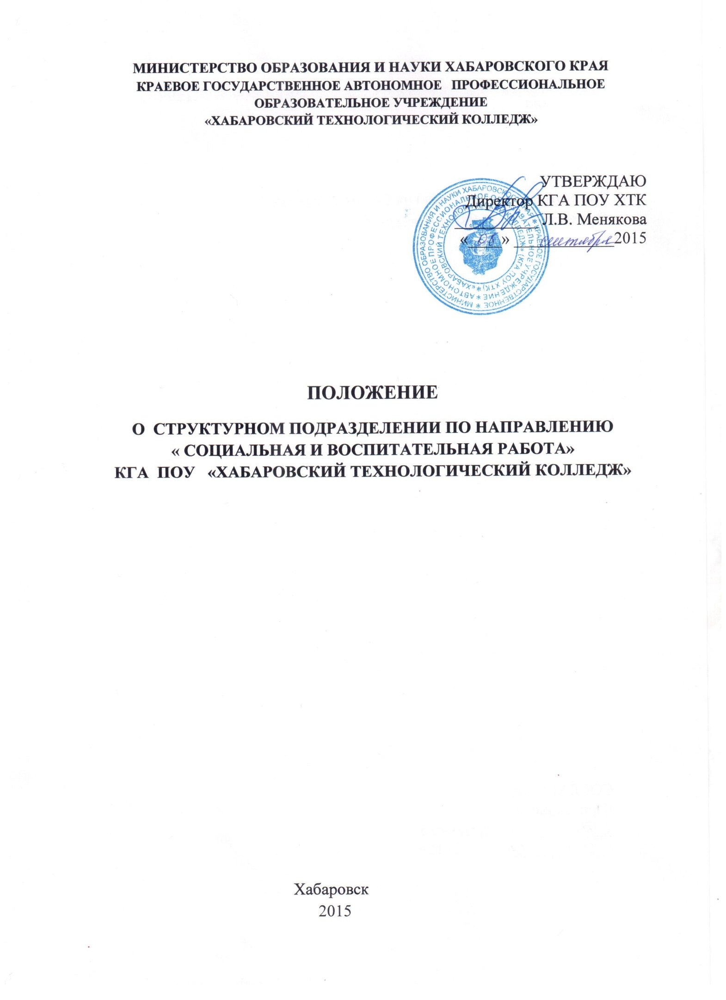 МИНИСТЕРСТВО ОБРАЗОВАНИЯ И НАУКИ ХАБАРОВСКОГО КРАЯ
КРАЕВОЕ ГОСУДАРСТВЕННОЕ АВТОНОМНОЕ ПРОФЕССИОНАЛЬНОЕ
ОБРАЗОВАТЕЛЬНОЕ УЧРЕЖДЕНИЕ
«ХАБАРОВСКИЙ ТЕХНОЛОГИЧЕСКИЙ КОЛЛЕДЖ»
УТВЕРЖДАЮ
Директор КГА ПОУ ХТК
Л.В. Менякова
« » сентября 2015
* МИНИСТЕРСТВО ОБРАЗОВАНИЯ И НАУКИ ХАБАРОВСКОГО КРАЯ * КРАЕВОЕ ГОСУДАРСТВЕННОЕ
* АВТОНОМНОЕ ПРОФЕССИОНАЛЬНОЕ ОБРАЗОВАТЕЛЬНОЕ УЧРЕЖДЕНИЕ
* «ХАБАРОВСКИЙ ТЕХНОЛОГИЧЕСКИЙ КОЛЛЕДЖ» (КГА ПОУ ХТК)
ПОЛОЖЕНИЕ
О СТРУКТУРНОМ ПОДРАЗДЕЛЕНИИ ПО НАПРАВЛЕНИЮ
« СОЦИАЛЬНАЯ И ВОСПИТАТЕЛЬНАЯ РАБОТА»
КГА ПОУ «ХАБАРОВСКИЙ ТЕХНОЛОГИЧЕСКИЙ КОЛЛЕДЖ»
Хабаровск
2015